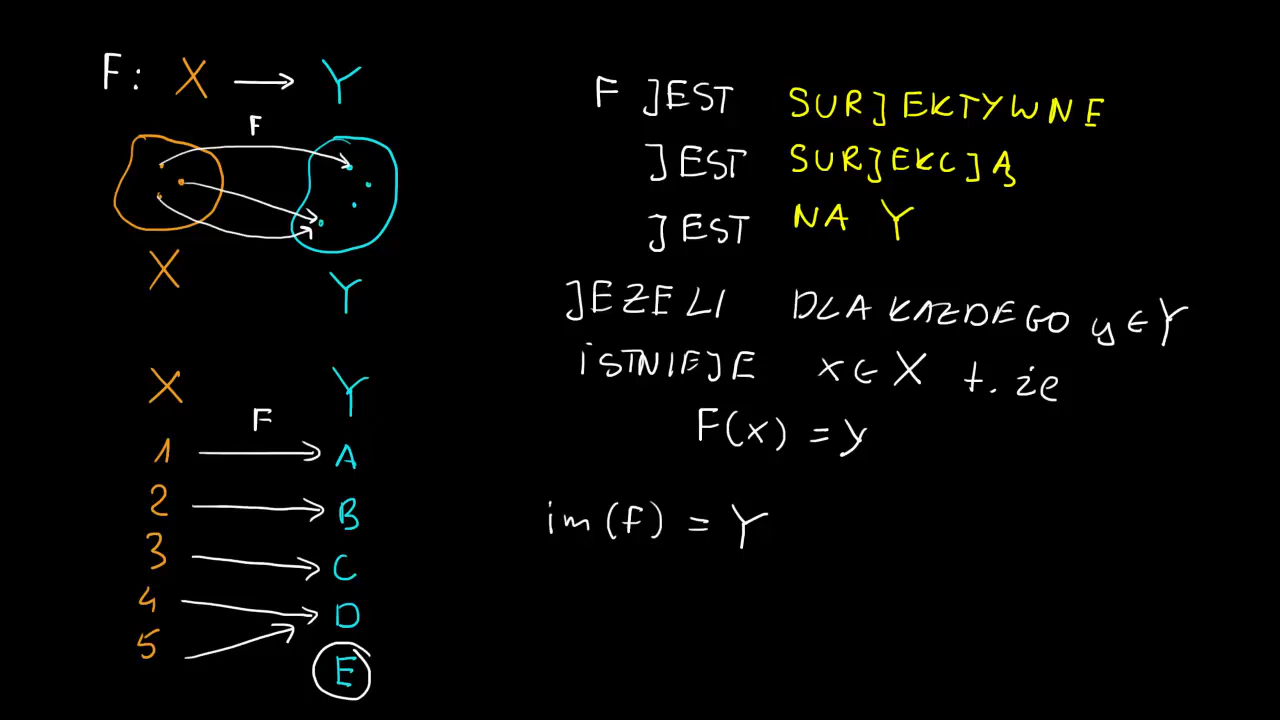 F: X → Y
F
X Y
X Y
F
1 A
2 B
3 C
4 D
5 E
F JEST SURJEKTYWNE
JEST SURJEKCJĄ
JEST NA Y
JEZELI DLA KAZDEGO y ∈ Y
iSTNIEJE x ∈ X t. że
F(x) = y
im(f) = Y